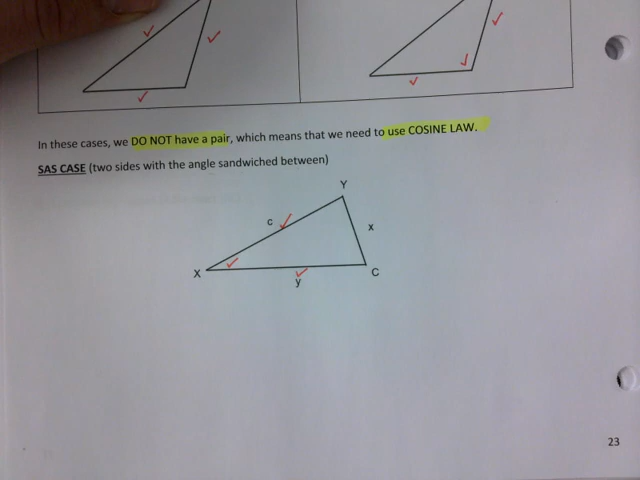 In these cases, we DO NOT have a pair, which means that we need to use COSINE LAW.
SAS CASE (two sides with the angle sandwiched between)
Y
c
x
X
C
y
23